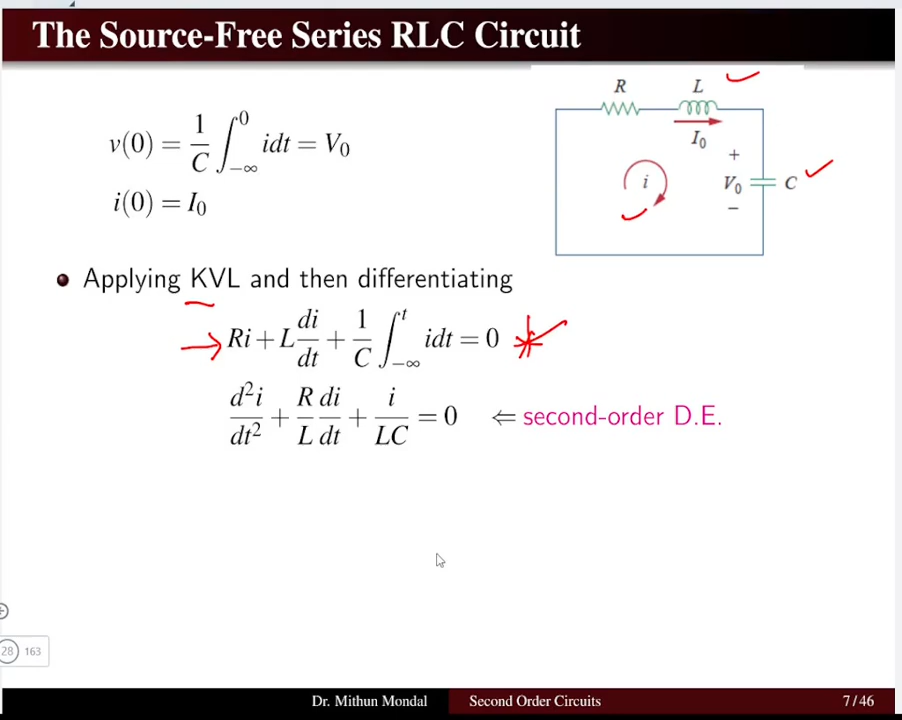 The Source-Free Series RLC Circuit
v(0) = 1/C ∫_{-∞}^{0} idt = V₀
i(0) = I₀
R
L
I₀
+
i
V₀
C
−
Applying KVL and then differentiating
Ri + L di/dt + 1/C ∫_{-∞}^{t} idt = 0
d²i/dt² + R/L di/dt + i/LC = 0 ⇐ second-order D.E.
28 163
Dr. Mithun Mondal
Second Order Circuits
7 / 46